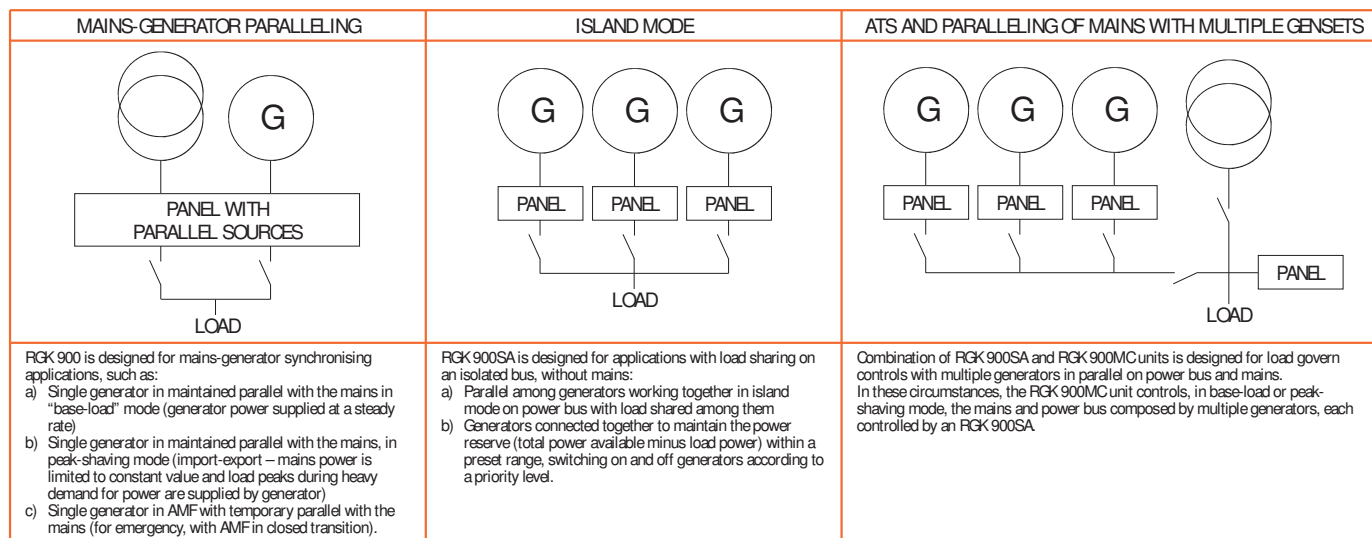 MAINS-GENERATOR PARALLELING
G
PANEL WITH
PARALLEL SOURCES
LOAD
RGK 900 is designed for mains-generator synchronising
applications, such as:
a) Single generator in maintained parallel with the mains in
“base-load” mode (generator power supplied at a steady
rate)
b) Single generator in maintained parallel with the mains, in
peak-shaving mode (import-export – mains power is
limited to constant value and load peaks during heavy
demand for power are supplied by generator)
c) Single generator in AMF with temporary parallel with the
mains (for emergency, with AMF in closed transition).
ISLAND MODE
G G G
PANEL PANEL PANEL
LOAD
RGK 900SA is designed for applications with load sharing on
an isolated bus, without mains:
a) Parallel among generators working together in island
mode on power bus with load shared among them
b) Generators connected together to maintain the power
reserve (total power available minus load power) within a
preset range, switching on and off generators according to
a priority level.
ATS AND PARALLELING OF MAINS WITH MULTIPLE GENSETS
G G G
PANEL PANEL PANEL
PANEL
LOAD
Combination of RGK 900SA and RGK 900MC units is designed for load govern
controls with multiple generators in parallel on power bus and mains.
In these circumstances, the RGK 900MC unit controls, in base-load or peak-
shaving mode, the mains and power bus composed by multiple generators, each
controlled by an RGK 900SA.